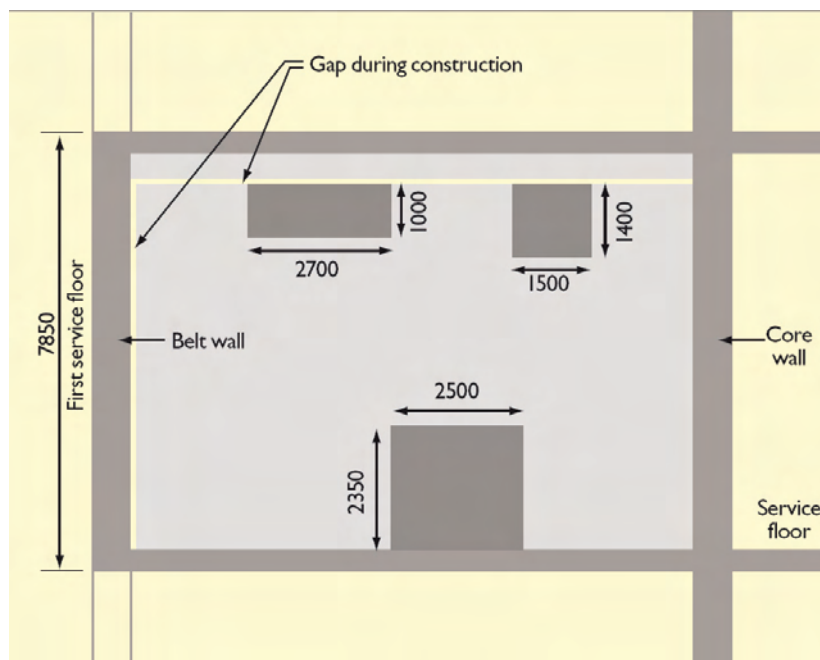 Gap during construction
1000
1400
2700
1500
7850
First service floor
Belt wall
Core
wall
2500
2350
Service
floor